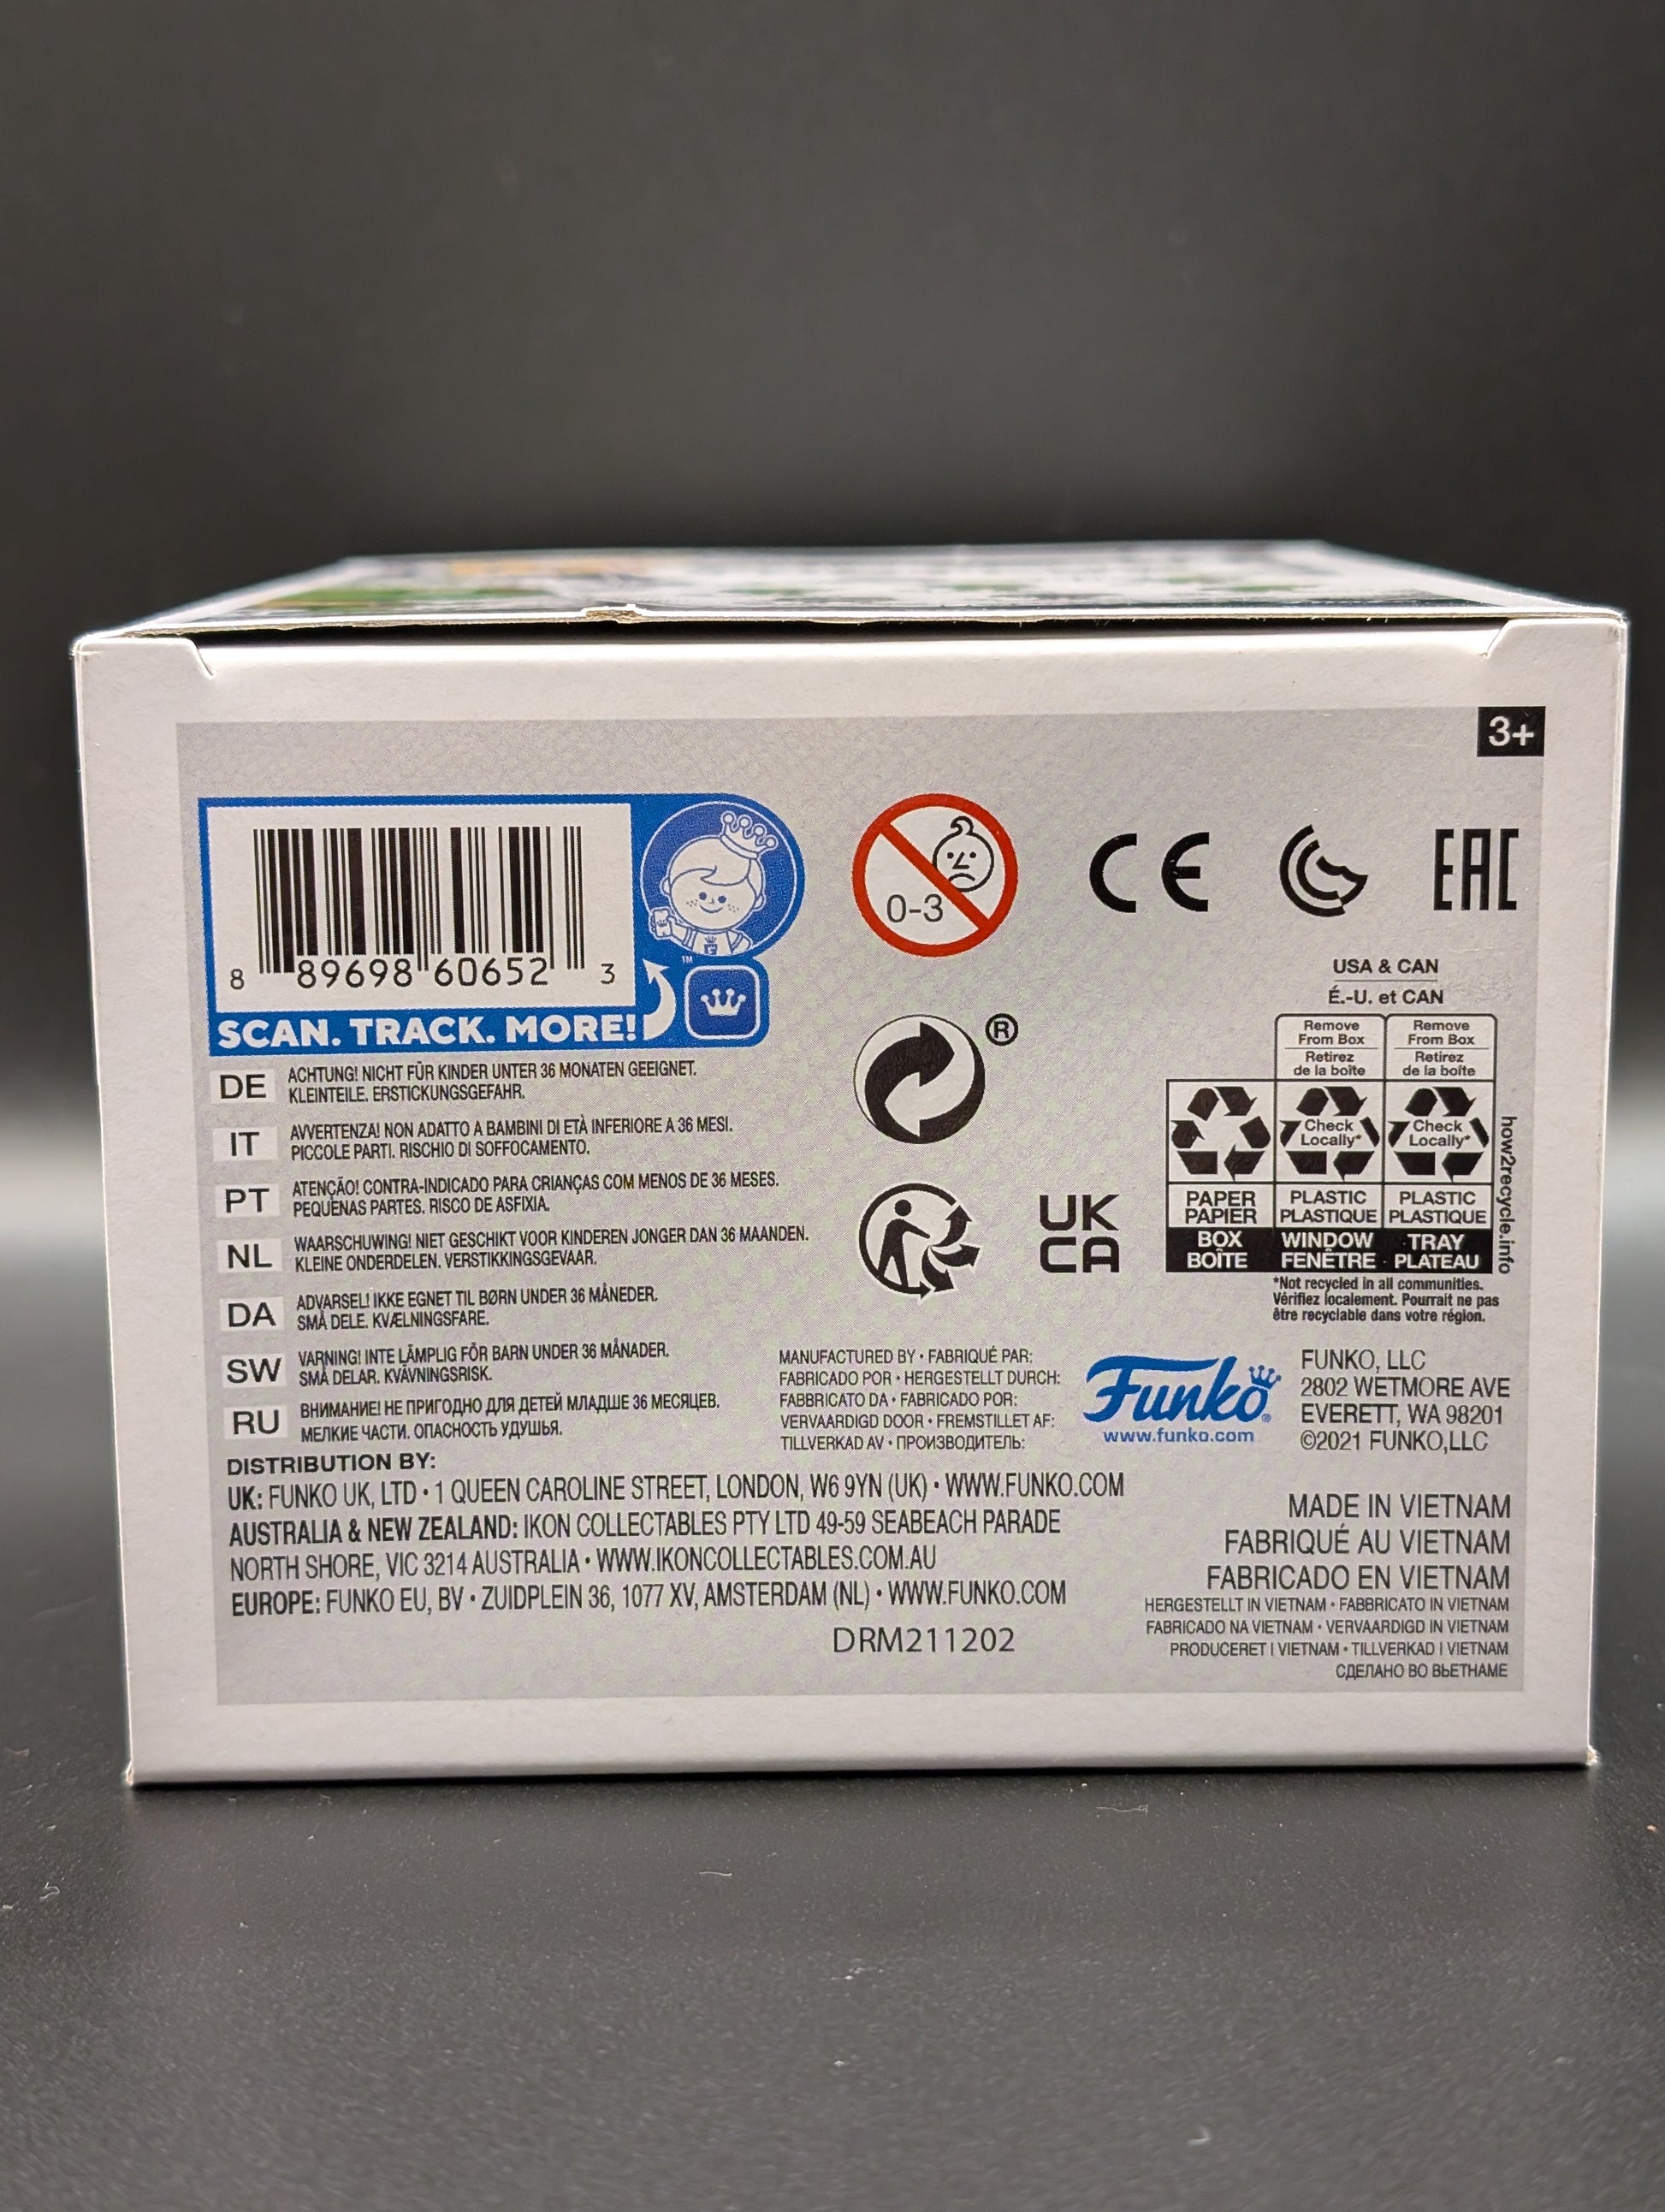 3+
8 89698 60652 3
™
SCAN. TRACK. MORE!
0-3
CE
EAC
®
UK
CA
USA & CAN
É.-U. et CAN
Remove
From Box
Retirez
de la boîte
Remove
From Box
Retirez
de la boîte
Check
Locally*
Check
Locally*
PAPER
PAPIER
PLASTIC
PLASTIQUE
PLASTIC
PLASTIQUE
BOX
BOÎTE
WINDOW
FENÊTRE
TRAY
PLATEAU
how2recycle.info
*Not recycled in all communities.
Vérifiez localement. Pourrait ne pas
être recyclable dans votre région.
DE ACHTUNG! NICHT FÜR KINDER UNTER 36 MONATEN GEEIGNET.
KLEINTEILE. ERSTICKUNGSGEFAHR.
IT AVVERTENZA! NON ADATTO A BAMBINI DI ETÀ INFERIORE A 36 MESI.
PICCOLE PARTI. RISCHIO DI SOFFOCAMENTO.
PT ATENÇÃO! CONTRA-INDICADO PARA CRIANÇAS COM MENOS DE 36 MESES.
PEQUENAS PARTES. RISCO DE ASFIXIA.
NL WAARSCHUWING! NIET GESCHIKT VOOR KINDEREN JONGER DAN 36 MAANDEN.
KLEINE ONDERDELEN. VERSTIKKINGSGEVAAR.
DA ADVARSEL! IKKE EGNET TIL BØRN UNDER 36 MÅNEDER.
SMÅ DELE. KVÆLNINGSFARE.
SW VARNING! INTE LÄMPLIG FÖR BARN UNDER 36 MÅNADER.
SMÅ DELAR. KVÄVNINGSRISK.
RU ВНИМАНИЕ! НЕ ПРИГОДНО ДЛЯ ДЕТЕЙ МЛАДШЕ 36 МЕСЯЦЕВ.
МЕЛКИЕ ЧАСТИ. ОПАСНОСТЬ УДУШЬЯ.
MANUFACTURED BY • FABRIQUÉ PAR:
FABRICADO POR • HERGESTELLT DURCH:
FABBRICATO DA • FABRICADO POR:
VERVAARDIGD DOOR • FREMSTILLET AF:
TILLVERKAD AV • ПРОИЗВОДИТЕЛЬ:
Funko®
www.funko.com
FUNKO, LLC
2802 WETMORE AVE
EVERETT, WA 98201
©2021 FUNKO,LLC
DISTRIBUTION BY:
UK: FUNKO UK, LTD • 1 QUEEN CAROLINE STREET, LONDON, W6 9YN (UK) • WWW.FUNKO.COM
AUSTRALIA & NEW ZEALAND: IKON COLLECTABLES PTY LTD 49-59 SEABEACH PARADE
NORTH SHORE, VIC 3214 AUSTRALIA • WWW.IKONCOLLECTABLES.COM.AU
EUROPE: FUNKO EU, BV • ZUIDPLEIN 36, 1077 XV, AMSTERDAM (NL) • WWW.FUNKO.COM
DRM211202
MADE IN VIETNAM
FABRIQUÉ AU VIETNAM
FABRICADO EN VIETNAM
HERGESTELLT IN VIETNAM • FABBRICATO IN VIETNAM
FABRICADO NA VIETNAM • VERVAARDIGD IN VIETNAM
PRODUCERET I VIETNAM • TILLVERKAD I VIETNAM
СДЕЛАНО ВО ВЬЕТНАМЕ